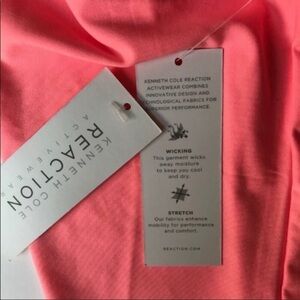 KENNETH COLE
REACTION
ACTIVEWEAR
KENNETH COLE REACTION
ACTIVEWEAR COMBINES
INNOVATIVE DESIGN AND
TECHNOLOGICAL FABRICS FOR
SUPERIOR PERFORMANCE.
WICKING
This garment wicks
away moisture
to keep you cool
and dry.
STRETCH
Our fabrics enhance
mobility for performance
and comfort.
REACTION.COM